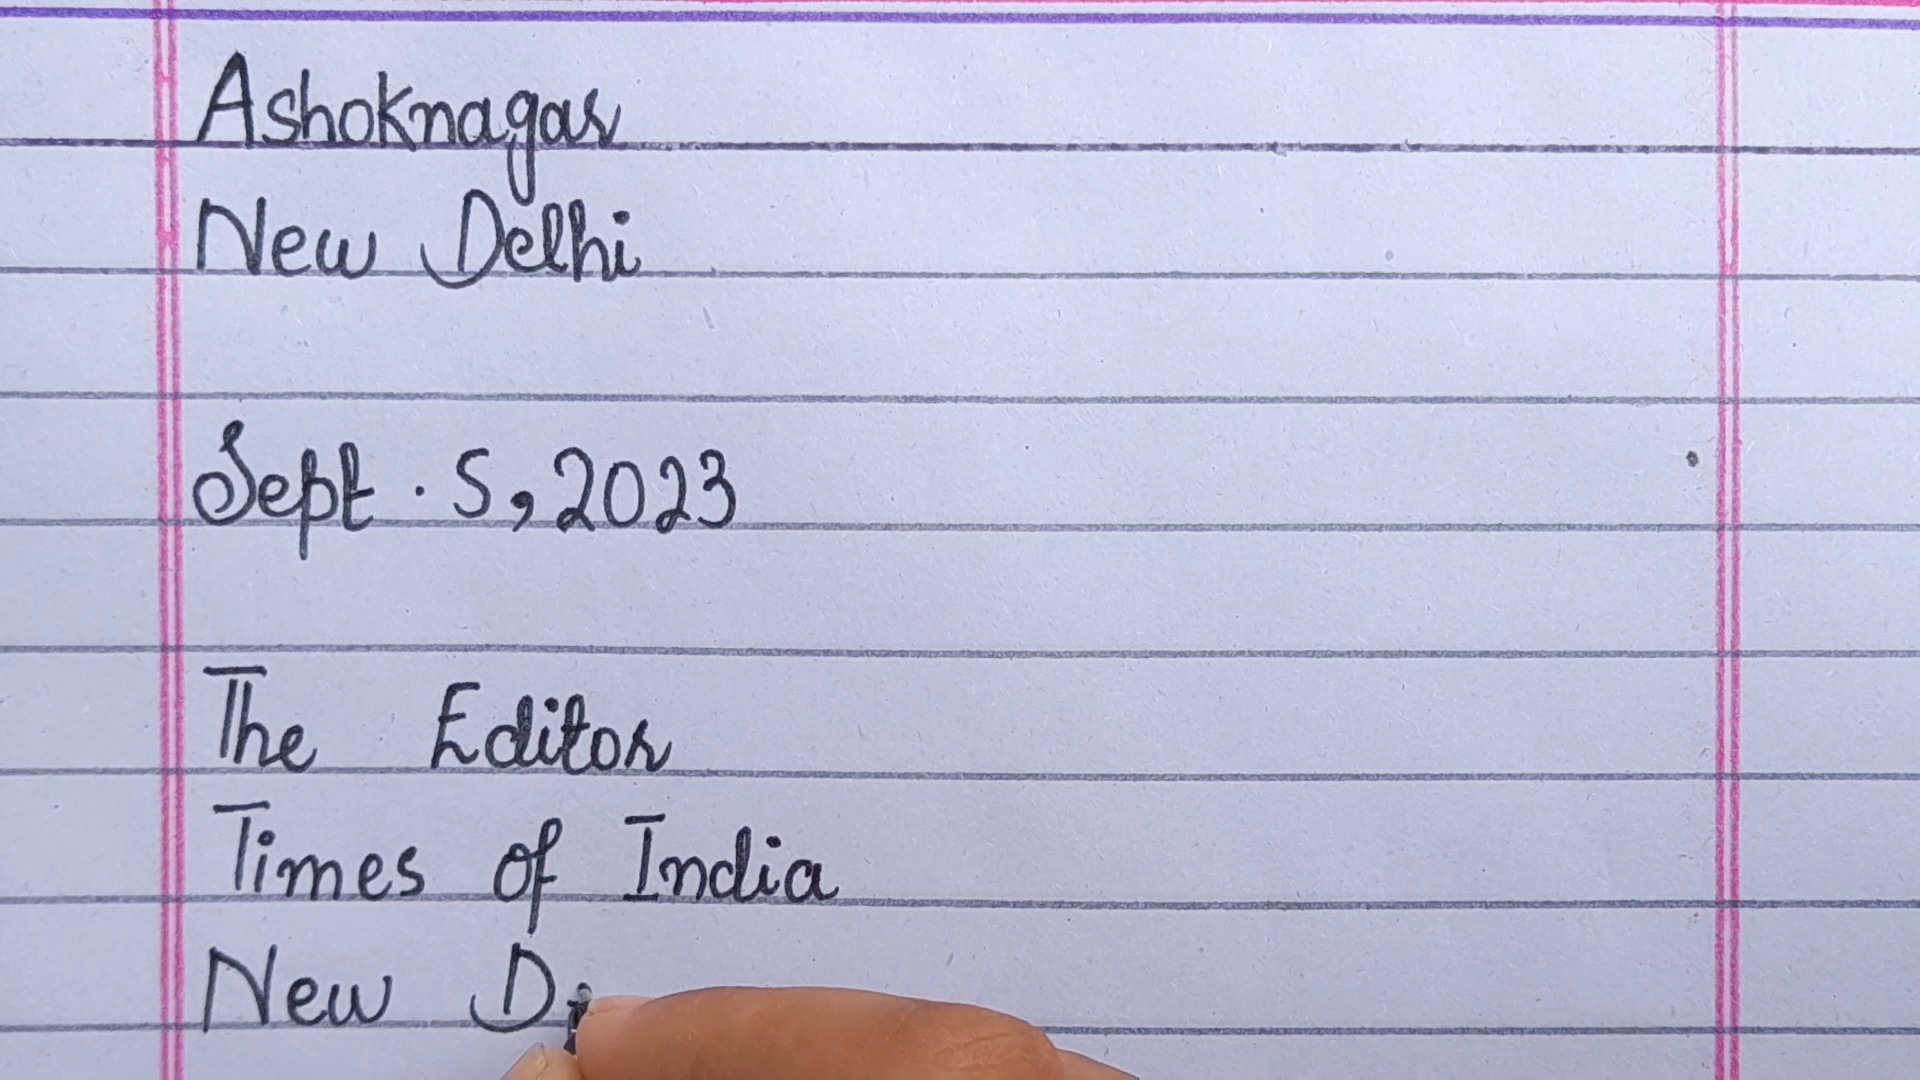 Ashoknagar
New Delhi
Sept. 5, 2023
The Editor
Times of India
New